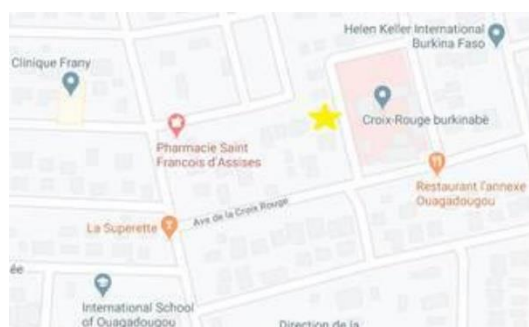 Helen Keller International
Burkina Faso
Clinique Frany
Croix-Rouge burkinabè
Pharmacie Saint
Francois d'Assises
Restaurant l'annexe
Ouagadougou
Ave de la Croix Rouge
La Superette
ée
International School
of Ouagadougou
Direction de la